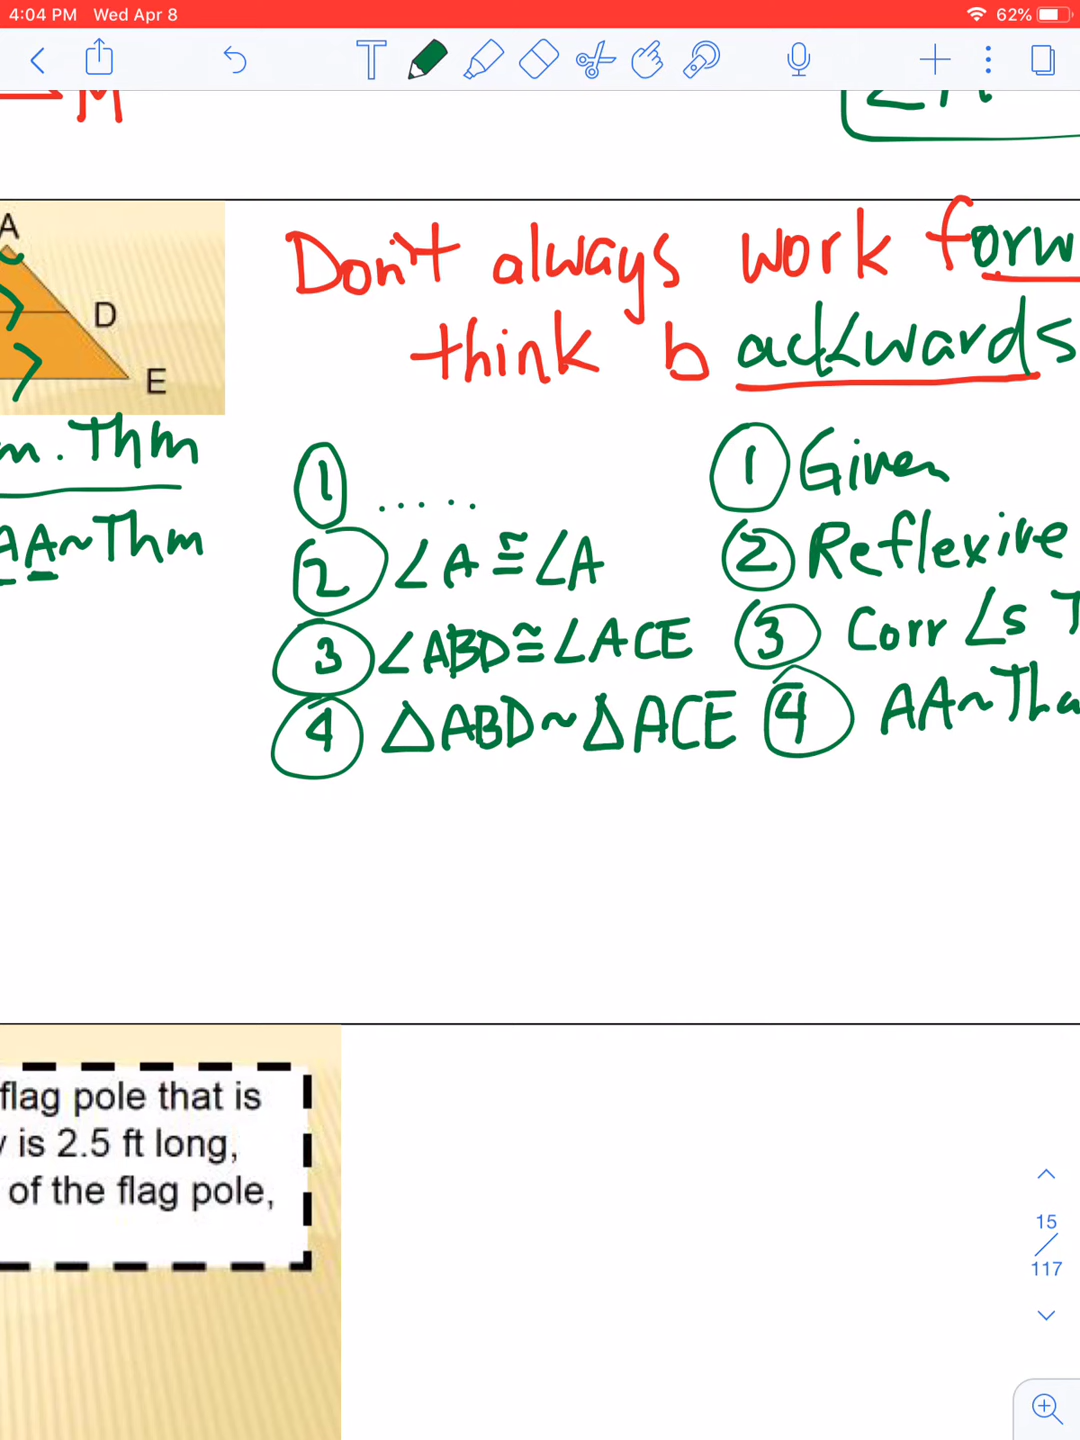 4:04 PM Wed Apr 8 62%
T
M
A
D
E
m. Thm
AA~Thm
Don't always work forw
think backwards
① ..... ① Given
② ∠A ≅ ∠A ② Reflexive
③ ∠ABD ≅ ∠ACE ③ Corr ∠s T
④ △ABD ~ △ACE ④ AA~Th
flag pole that is
is 2.5 ft long,
of the flag pole,
15
117